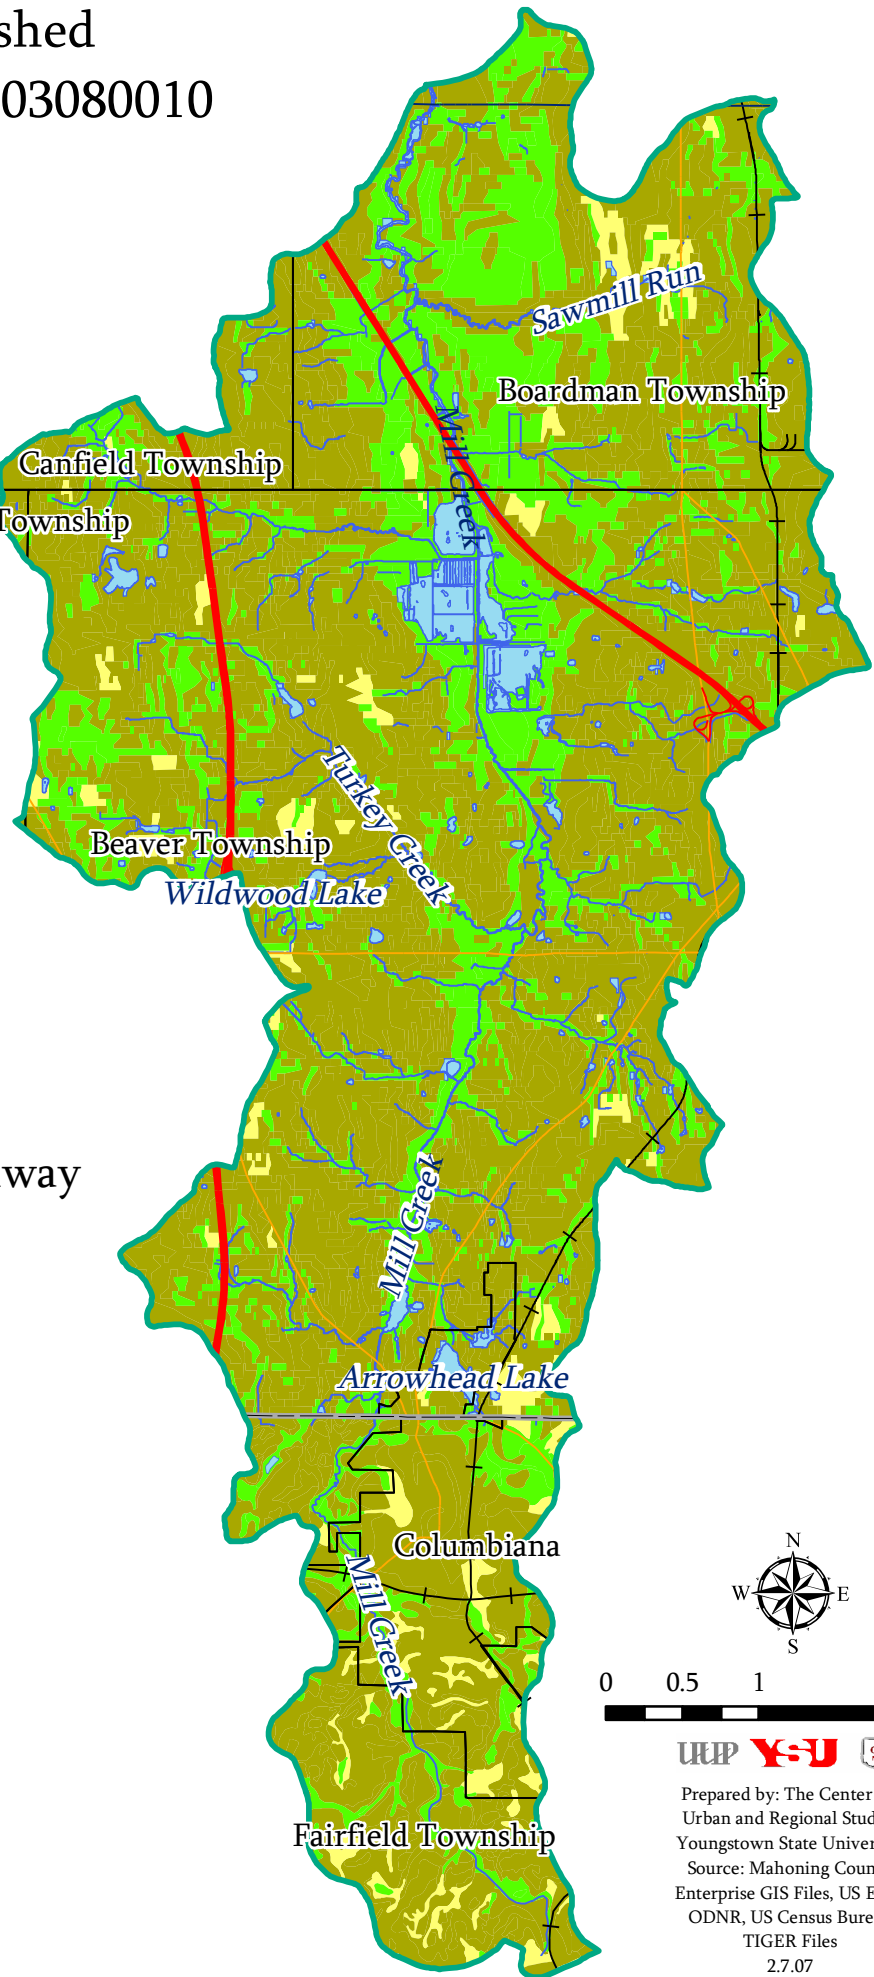 shed
03080010
Sawmill Run
Boardman Township
Mill Creek
Canfield Township
Township
Turkey Creek
Beaver Township
Wildwood Lake
way
Mill Creek
Arrowhead Lake
Columbiana
Mill Creek
Fairfield Township
N
W E
S
0 0.5 1
UUP YSU
Prepared by: The Center
Urban and Regional Stud
Youngstown State Univer
Source: Mahoning Coun
Enterprise GIS Files, US E
ODNR, US Census Bure
TIGER Files
2.7.07